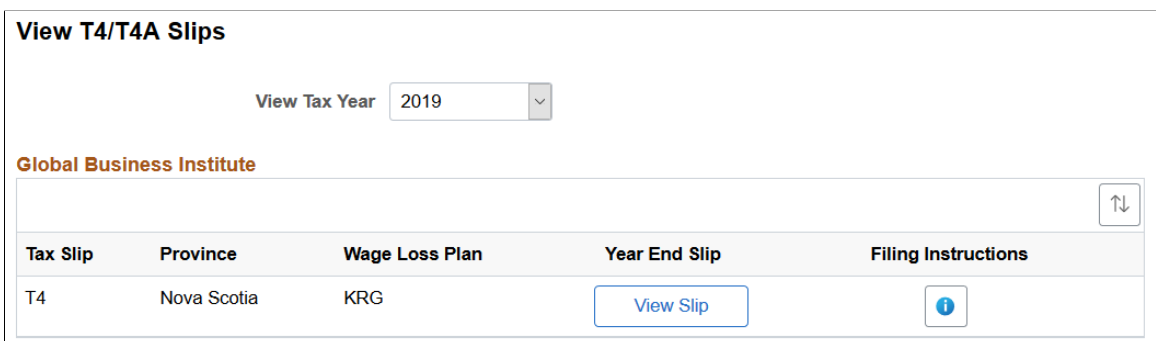 View T4/T4A Slips
View Tax Year 2019
Global Business Institute
Tax Slip Province Wage Loss Plan Year End Slip Filing Instructions
T4 Nova Scotia KRG View Slip